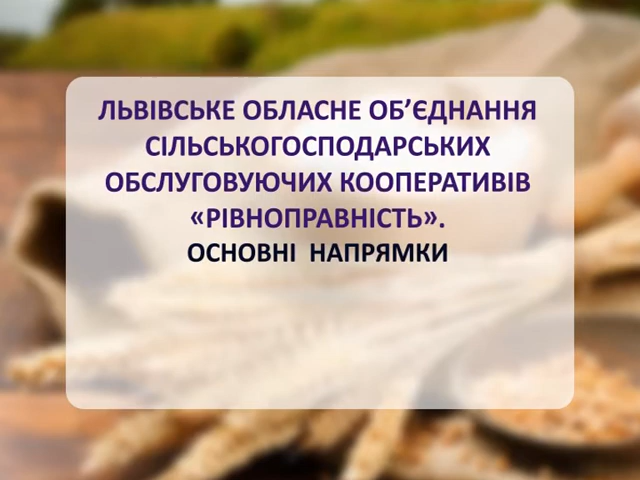 ЛЬВІВСЬКЕ ОБЛАСНЕ ОБ’ЄДНАННЯ
СІЛЬСЬКОГОСПОДАРСЬКИХ
ОБСЛУГОВУЮЧИХ КООПЕРАТИВІВ
«РІВНОПРАВНІСТЬ».
ОСНОВНІ НАПРЯМКИ